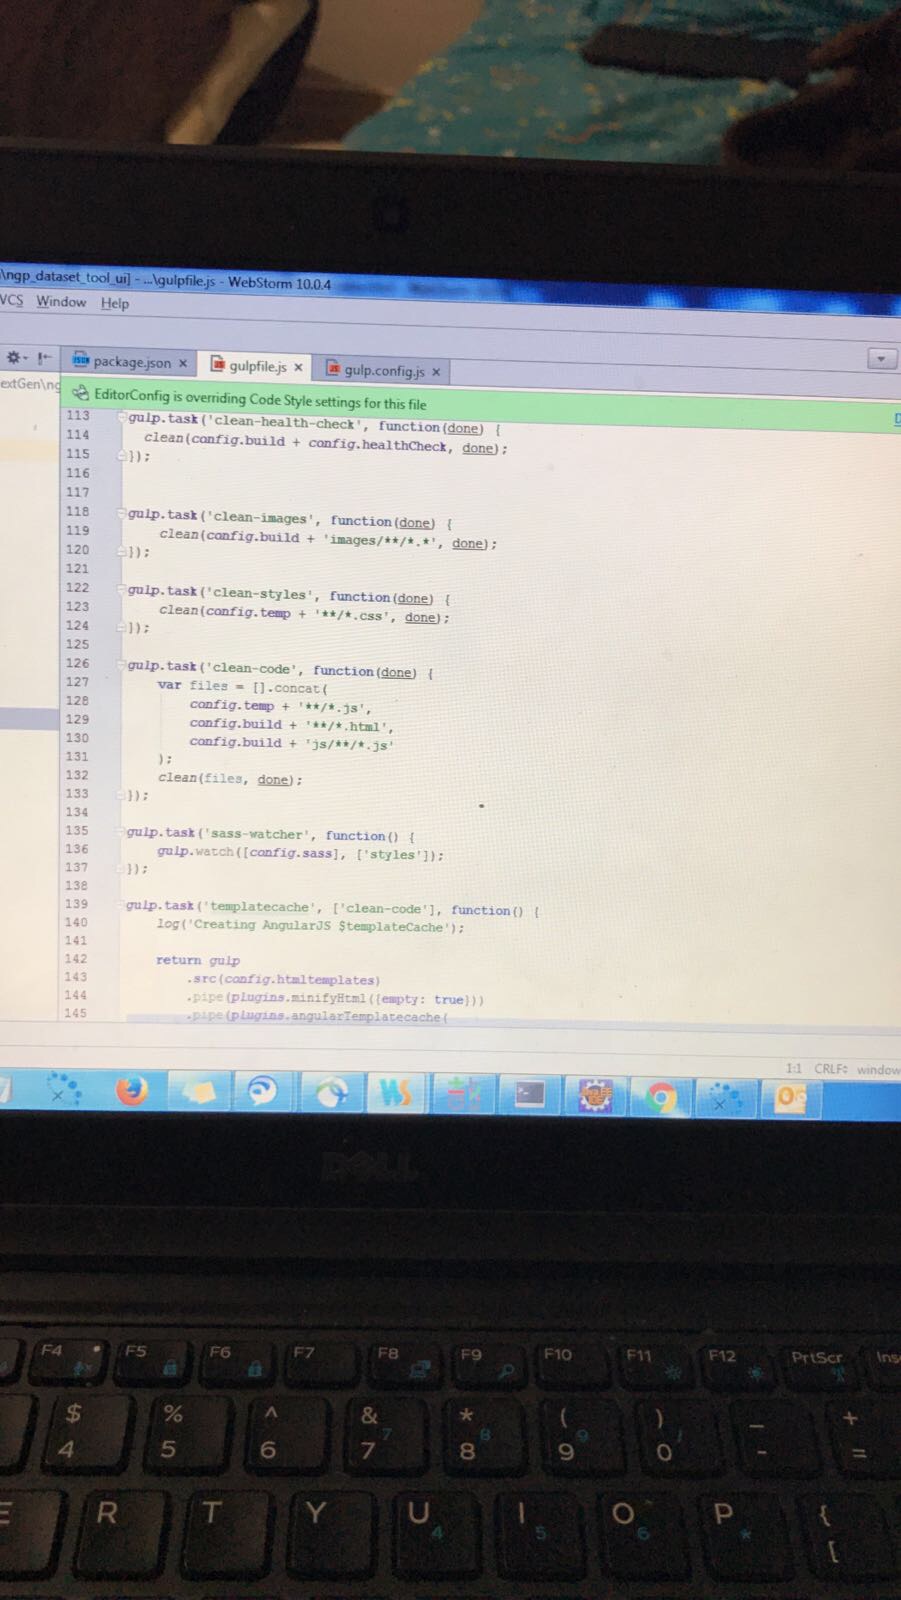 \ngp_dataset_tool_ui] - ...\gulpfile.js - WebStorm 10.0.4
VCS Window Help
package.json × gulpfile.js × gulp.config.js ×
extGen\ng
EditorConfig is overriding Code Style settings for this file
113 gulp.task('clean-health-check', function(done) {
114 clean(config.build + config.healthCheck, done);
115 });
116
117
118 gulp.task('clean-images', function(done) {
119 clean(config.build + 'images/**/*.*', done);
120 });
121
122 gulp.task('clean-styles', function(done) {
123 clean(config.temp + '**/*.css', done);
124 });
125
126 gulp.task('clean-code', function(done) {
127 var files = [].concat(
128 config.temp + '**/*.js',
129 config.build + '**/*.html',
130 config.build + 'js/**/*.js'
131 );
132 clean(files, done);
133 });
134
135 gulp.task('sass-watcher', function() {
136 gulp.watch([config.sass], ['styles']);
137 });
138
139 gulp.task('templatecache', ['clean-code'], function() {
140 log('Creating AngularJS $templateCache');
141
142 return gulp
143 .src(config.htmltemplates)
144 .pipe(plugins.minifyHtml({empty: true}))
145 .pipe(plugins.angularTemplatecache(
1:1 CRLF÷ window
WS
DELL
F4 F5 F6 F7 F8 F9 F10 F11 F12 PrtScr Ins
$ % ^ & * ( ) _ +
4 5 6 7 7 8 8 9 9 0 / - =
E R T Y U 4 I 5 O 6 P * { [